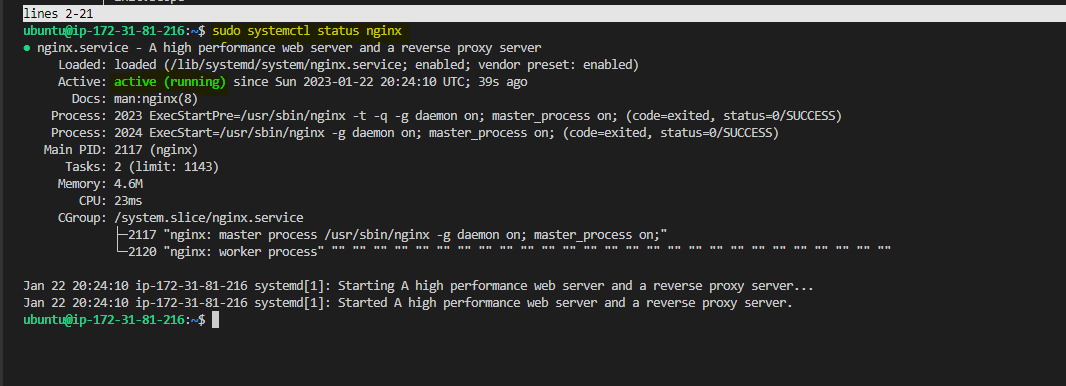 lines 2-21
ubuntu@ip-172-31-81-216:~$ sudo systemctl status nginx
● nginx.service - A high performance web server and a reverse proxy server
Loaded: loaded (/lib/systemd/system/nginx.service; enabled; vendor preset: enabled)
Active: active (running) since Sun 2023-01-22 20:24:10 UTC; 39s ago
Docs: man:nginx(8)
Process: 2023 ExecStartPre=/usr/sbin/nginx -t -q -g daemon on; master_process on; (code=exited, status=0/SUCCESS)
Process: 2024 ExecStart=/usr/sbin/nginx -g daemon on; master_process on; (code=exited, status=0/SUCCESS)
Main PID: 2117 (nginx)
Tasks: 2 (limit: 1143)
Memory: 4.6M
CPU: 23ms
CGroup: /system.slice/nginx.service
├─2117 "nginx: master process /usr/sbin/nginx -g daemon on; master_process on;"
└─2120 "nginx: worker process" "" "" "" "" "" "" "" "" "" "" "" "" "" "" "" "" "" "" "" "" "" "" "" "" "" "" ""
Jan 22 20:24:10 ip-172-31-81-216 systemd[1]: Starting A high performance web server and a reverse proxy server...
Jan 22 20:24:10 ip-172-31-81-216 systemd[1]: Started A high performance web server and a reverse proxy server.
ubuntu@ip-172-31-81-216:~$